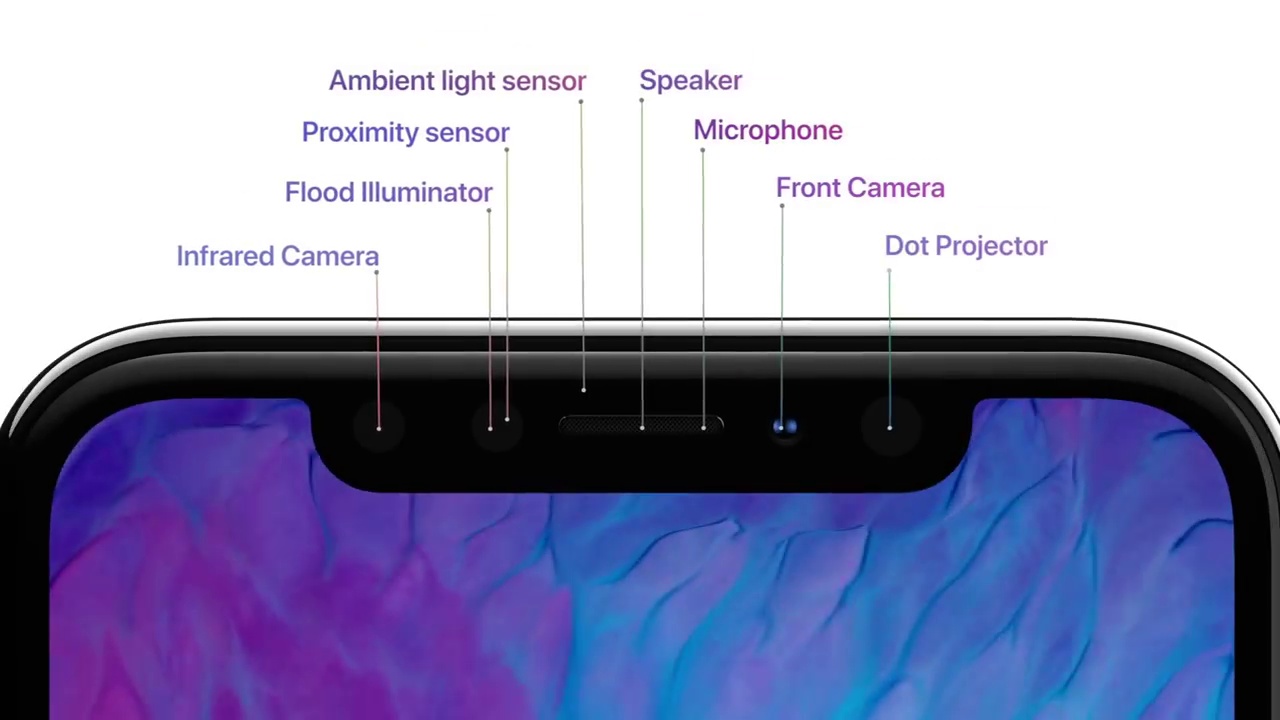 Ambient light sensor
Speaker
Proximity sensor
Microphone
Flood Illuminator
Front Camera
Infrared Camera
Dot Projector